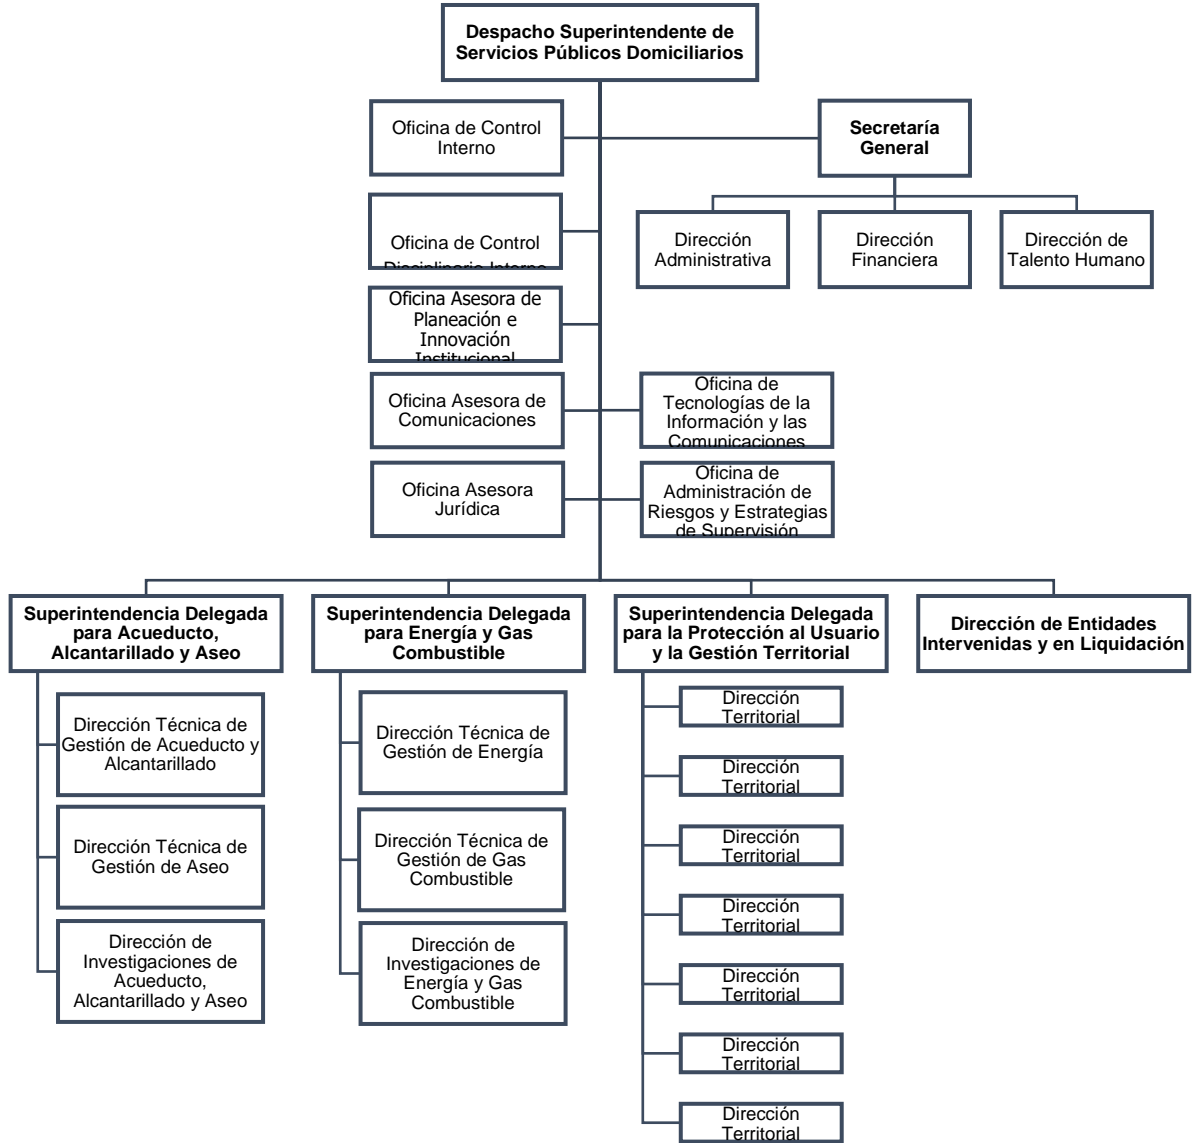 Despacho Superintendente de
Servicios Públicos Domiciliarios
Oficina de Control
Interno
Secretaría
General
Oficina de Control
Disciplinario Interno
Dirección
Administrativa
Dirección
Financiera
Dirección de
Talento Humano
Oficina Asesora de
Planeación e
Innovación
Institucional
Oficina Asesora de
Comunicaciones
Oficina de
Tecnologías de la
Información y las
Comunicaciones
Oficina Asesora
Jurídica
Oficina de
Administración de
Riesgos y Estrategias
de Supervisión
Superintendencia Delegada
para Acueducto,
Alcantarillado y Aseo
Dirección Técnica de
Gestión de Acueducto y
Alcantarillado
Dirección Técnica de
Gestión de Aseo
Dirección de
Investigaciones de
Acueducto,
Alcantarillado y Aseo
Superintendencia Delegada
para Energía y Gas
Combustible
Dirección Técnica de
Gestión de Energía
Dirección Técnica de
Gestión de Gas
Combustible
Dirección de
Investigaciones de
Energía y Gas
Combustible
Superintendencia Delegada
para la Protección al Usuario
y la Gestión Territorial
Dirección
Territorial
Dirección
Territorial
Dirección
Territorial
Dirección
Territorial
Dirección
Territorial
Dirección
Territorial
Dirección
Territorial
Dirección de Entidades
Intervenidas y en Liquidación